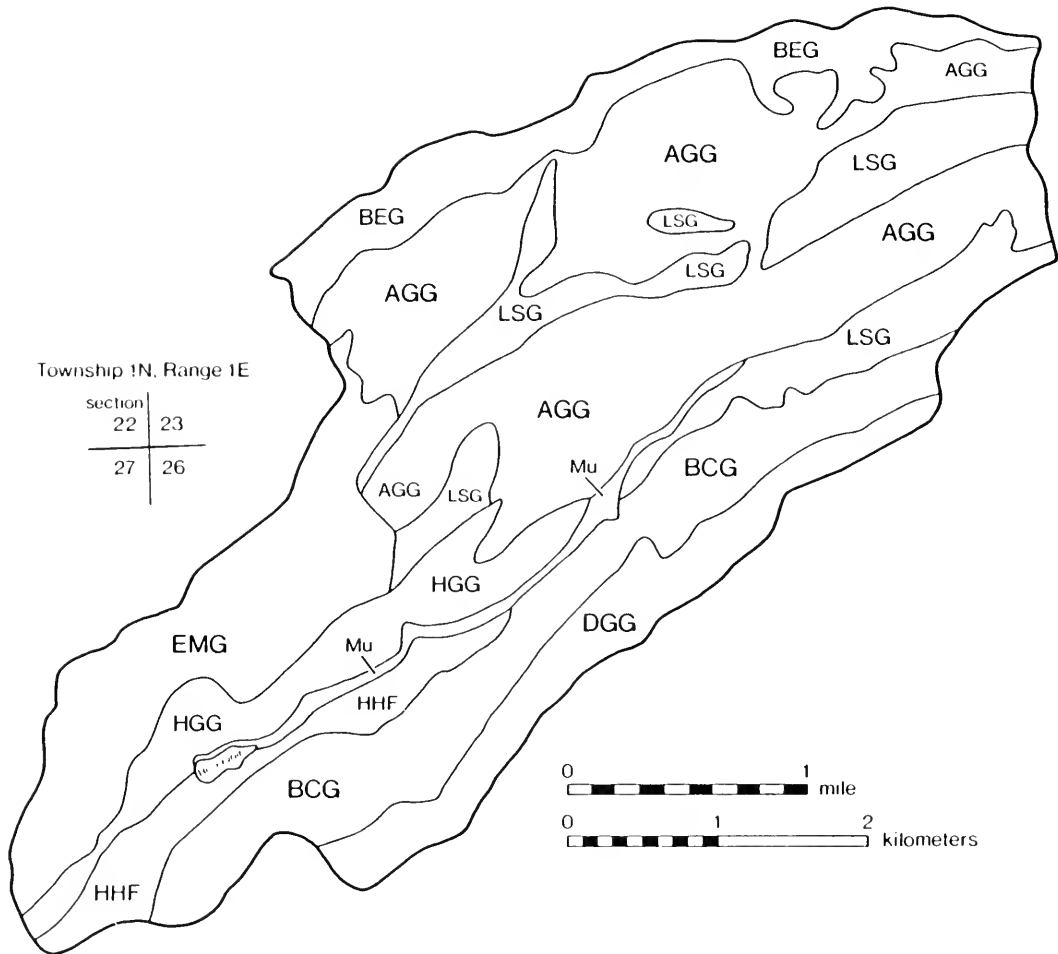 BEG
AGG
AGG
LSG
BEG
LSG
AGG
LSG
AGG
LSG
LSG
Township 1N, Range 1E
section
22 23
27 26
AGG
Mu
BCG
AGG
LSG
HGG
DGG
EMG
Mu
HHF
HGG
BCG
HHF
0 1
mile
0 1 2
kilometers